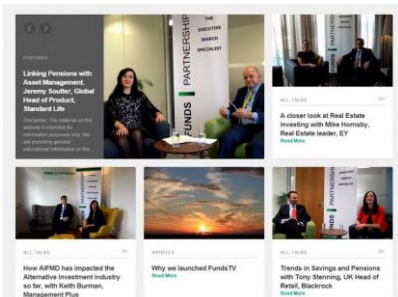 FEATURED
Linking Pensions with
Asset Management.
Jeremy Soutter, Global
Head of Product,
Standard Life
Disclaimer: The material on this
website is intended for
information purposes only. We
are providing general
educational information on the
THE
EXECUTIVE
SEARCH
SPECIALIST
FUNDS PARTNERSHIP
ALL, TALKS
A closer look at Real Estate
investing with Mike Hornsby,
Real Estate leader, EY
Read More
ALL, TALKS
How AIFMD has impacted the
Alternative Investment industry
so far, with Keith Burman,
Management Plus
ARTICLES
Why we launched FundsTV
Read More
ALL, TALKS
Trends in Savings and Pensions
with Tony Stenning, UK Head of
Retail, Blackrock
Read More